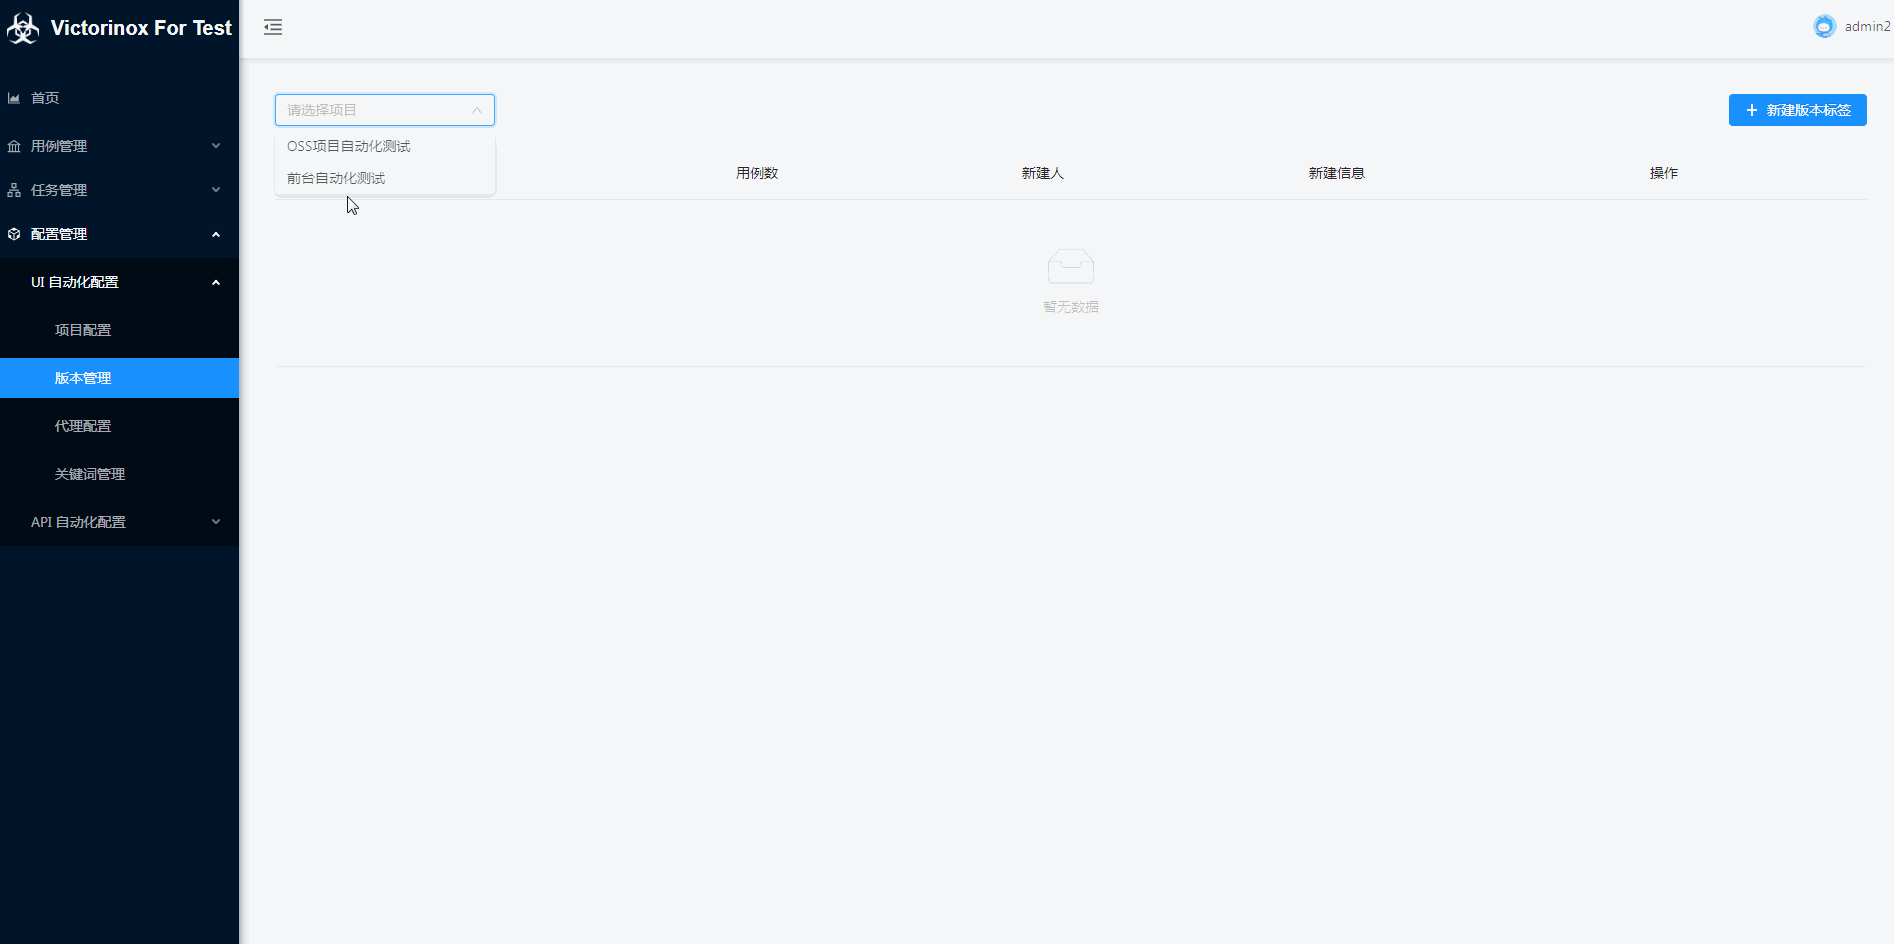 Victorinox For Test
admin2
首页
用例管理
任务管理
配置管理
UI 自动化配置
项目配置
版本管理
代理配置
关键词管理
API 自动化配置
请选择项目
新建版本标签
OSS项目自动化测试
前台自动化测试
用例数
新建人
新建信息
操作
暂无数据